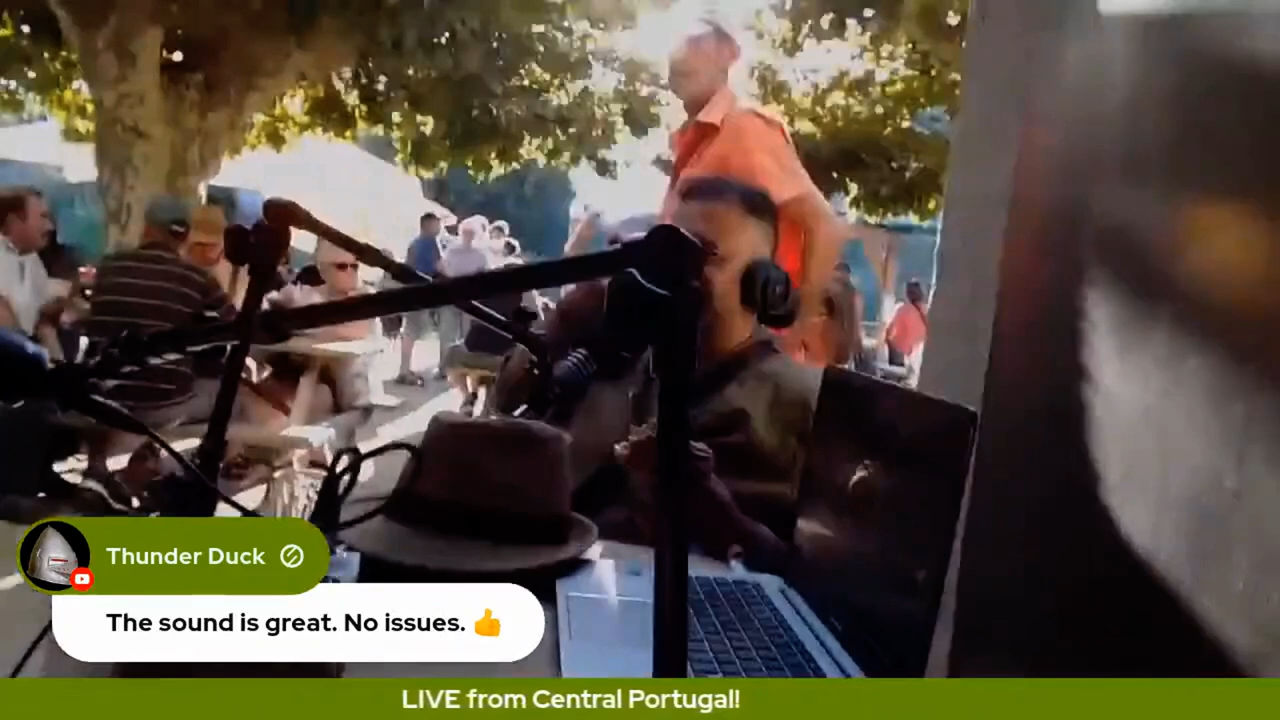 Thunder Duck
The sound is great. No issues. 👍
LIVE from Central Portugal!